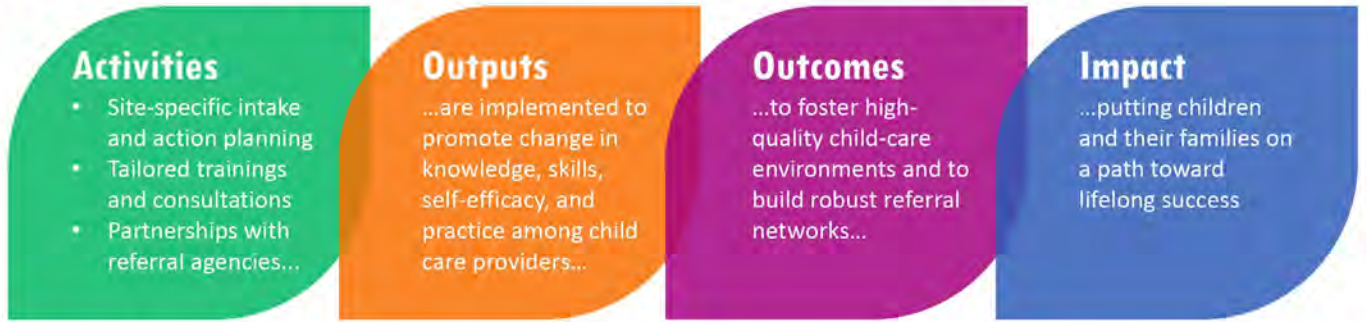 Activities
• Site-specific intake
and action planning
• Tailored trainings
and consultations
• Partnerships with
referral agencies...
Outputs
...are implemented to
promote change in
knowledge, skills,
self-efficacy, and
practice among child
care providers...
Outcomes
...to foster high-
quality child-care
environments and to
build robust referral
networks...
Impact
...putting children
and their families on
a path toward
lifelong success